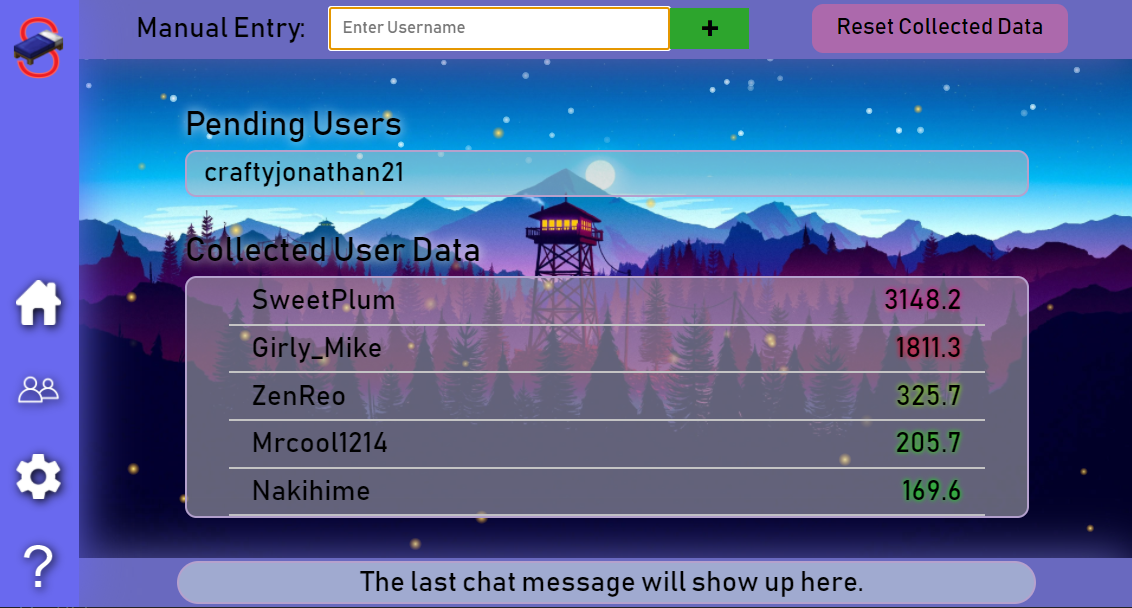 Manual Entry: Enter Username + Reset Collected Data
Pending Users
craftyjonathan21
Collected User Data
SweetPlum 3148.2
Girly_Mike 1811.3
ZenReo 325.7
Mrcool1214 205.7
Nakihime 169.6
?
The last chat message will show up here.